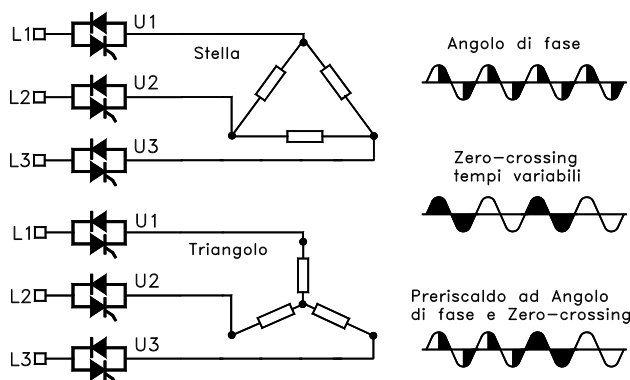 L1
U1
Stella
L2
U2
L3
U3
L1
U1
Triangolo
L2
U2
L3
U3
Angolo di fase
Zero-crossing
tempi variabili
Preriscaldo ad Angolo
di fase e Zero-crossing